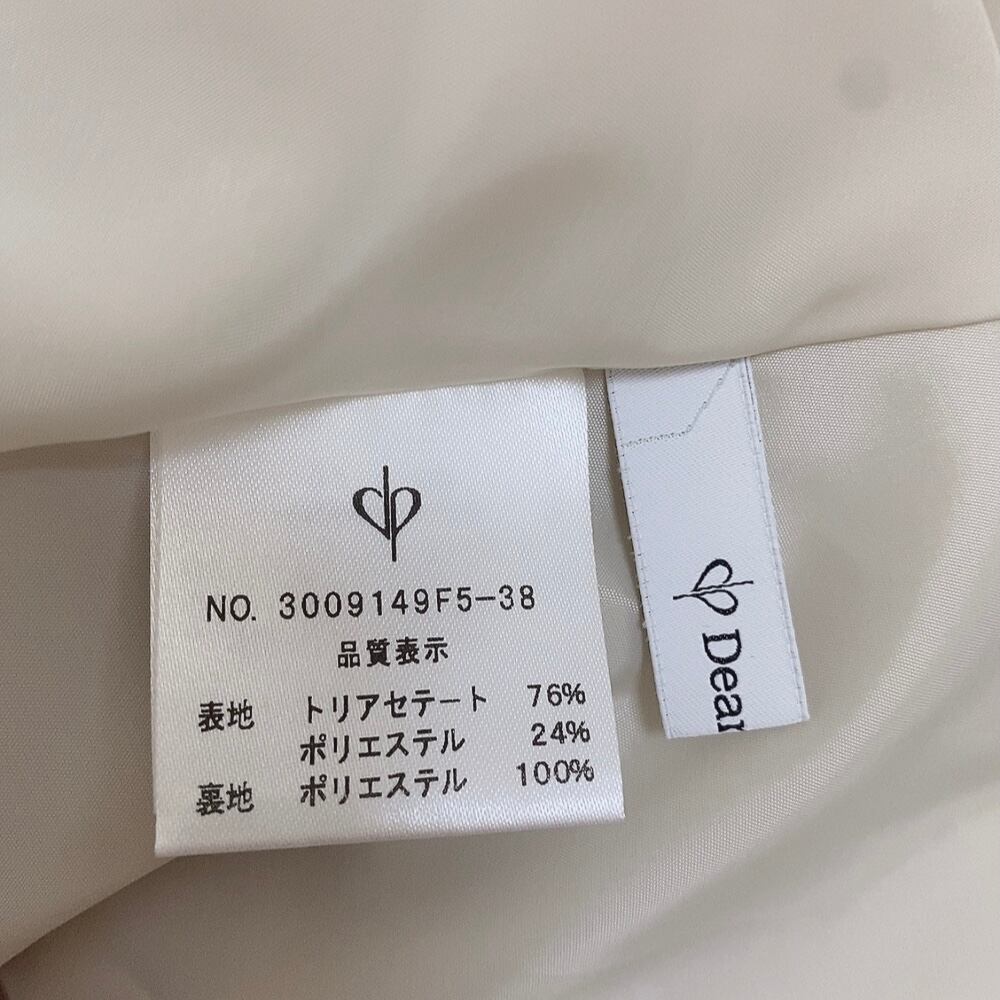 NO. 3009149F5-38
品質表示
表地 トリアセテート 76%
ポリエステル 24%
裏地 ポリエステル 100%
Dear